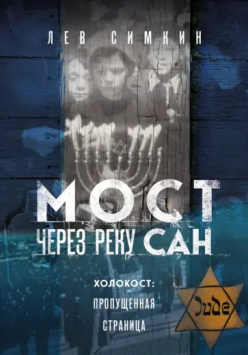 ЛЕВ СИМКИН
МОСТ
ЧЕРЕЗ РЕКУ САН
ХОЛОКОСТ:
ПРОПУЩЕННАЯ
СТРАНИЦА
Jude